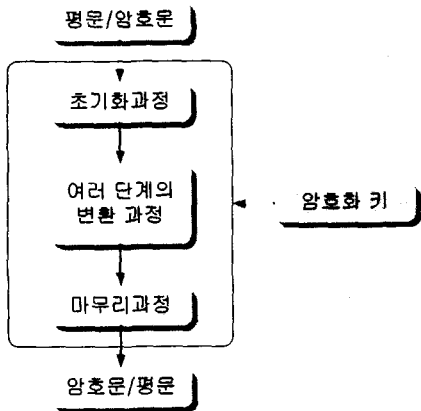 평문/암호문
초기화과정
여러 단계의
변환 과정
암호화 키
마무리과정
암호문/평문